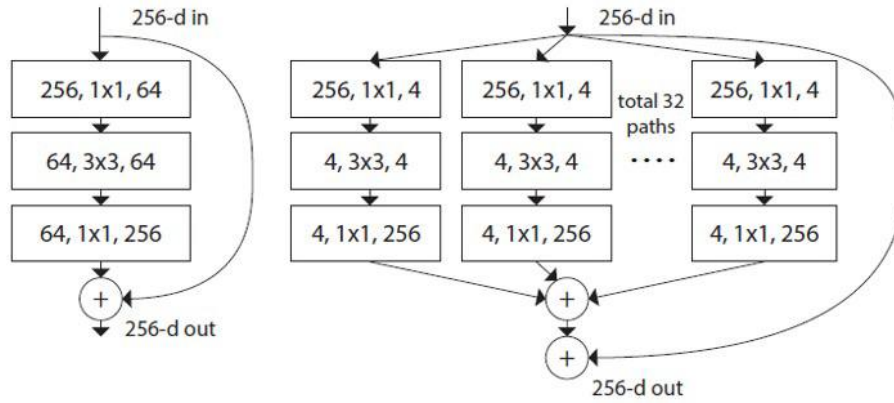 256-d in
256, 1x1, 64
64, 3x3, 64
64, 1x1, 256
+
256-d out
256-d in
256, 1x1, 4
256, 1x1, 4
total 32
paths
256, 1x1, 4
4, 3x3, 4
4, 3x3, 4
....
4, 3x3, 4
4, 1x1, 256
4, 1x1, 256
4, 1x1, 256
+
+
256-d out